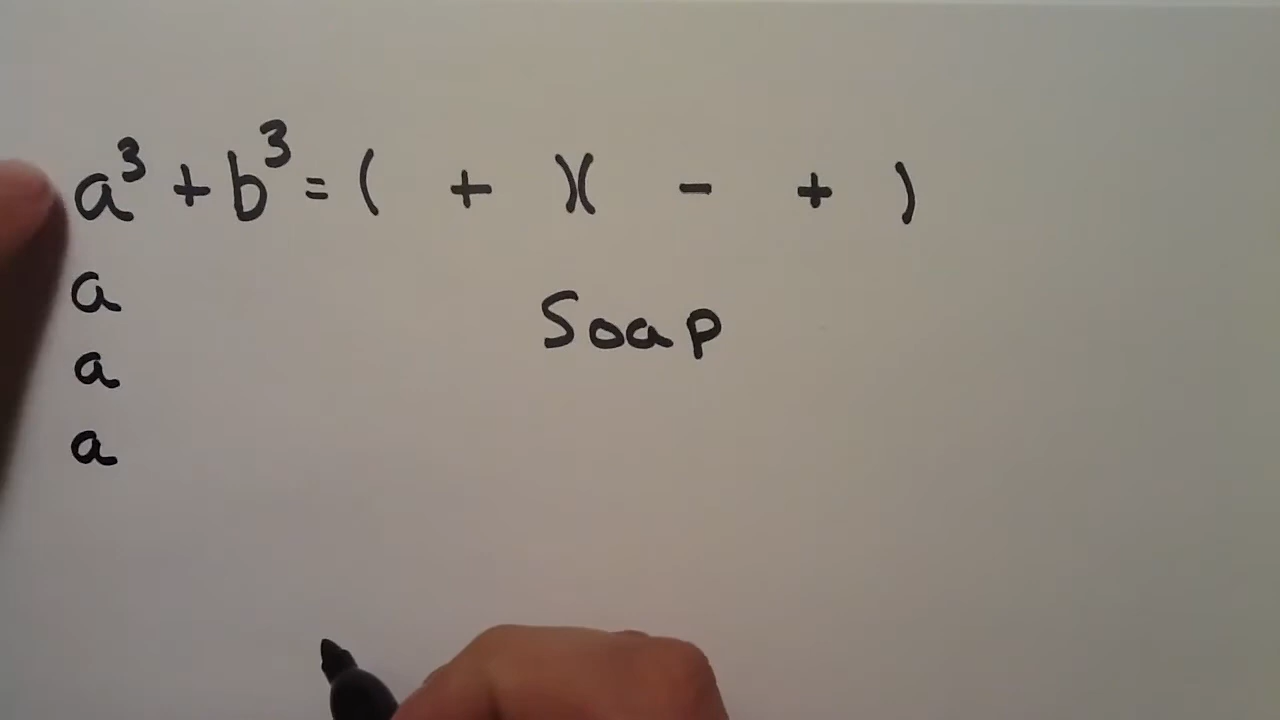 a³ + b³ = ( + )( - + )
a
Soap
a
a